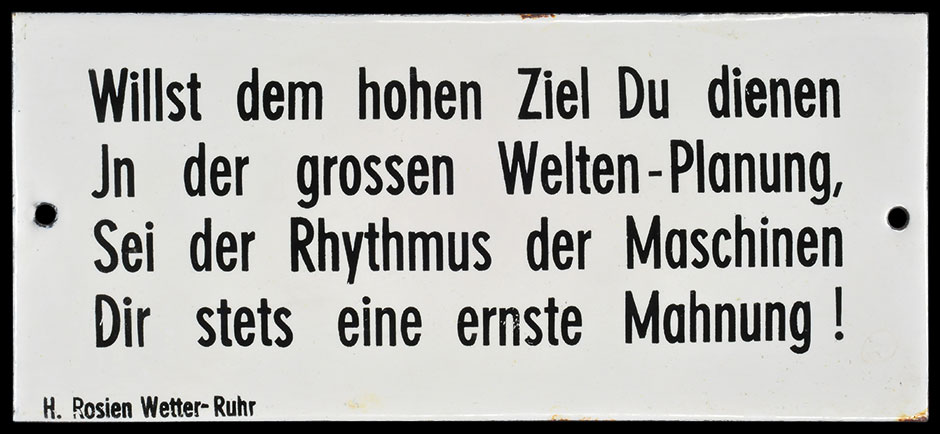 Willst dem hohen Ziel Du dienen
Jn der grossen Welten-Planung,
Sei der Rhythmus der Maschinen
Dir stets eine ernste Mahnung!
H. Rosien Wetter-Ruhr